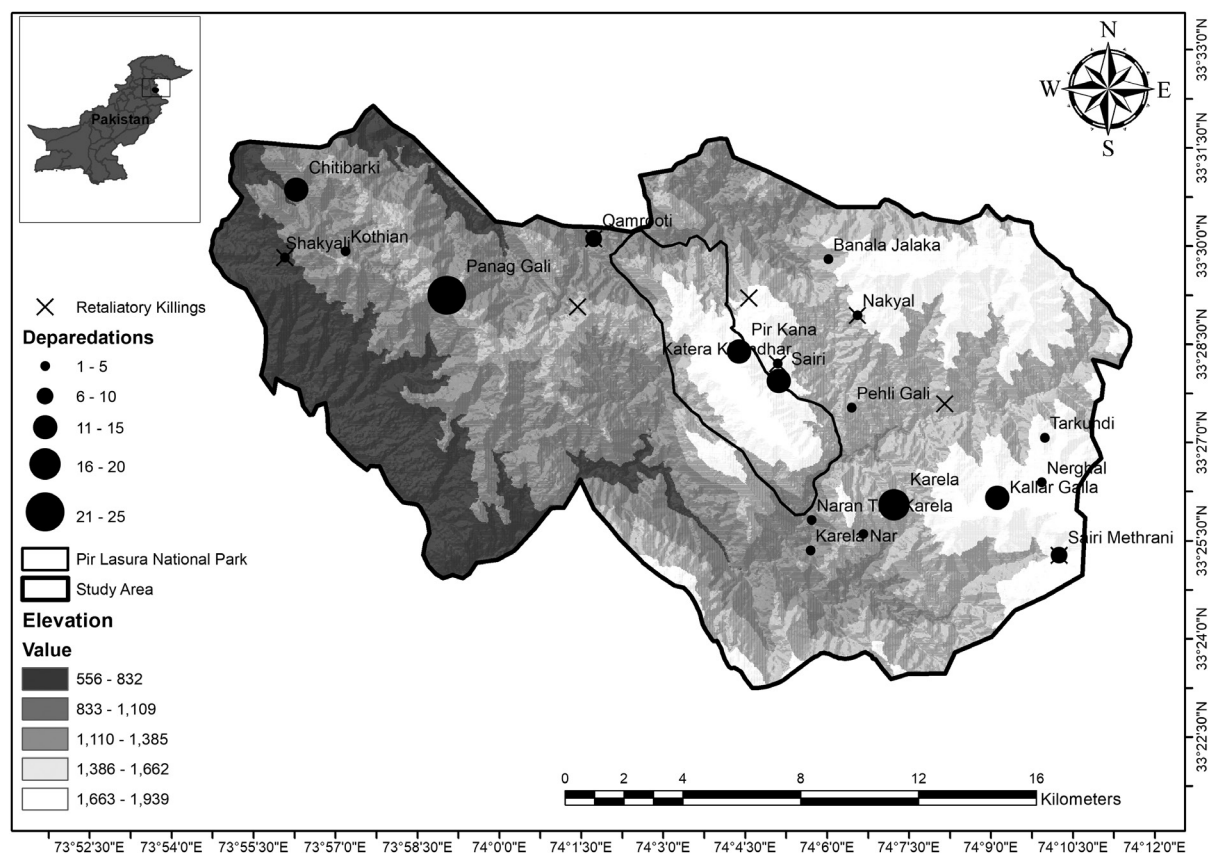 Pakistan
N
W
E
S
Chitibarki
Qamrooti
Shakyali
Kothian
Panag Gali
Banala Jalaka
Nakyal
Pir Kana
Sairi
Pehli Gali
Tarkundi
Nerghal
Karela
Kallar Galla
Naran
Karela
Karela Nar
Sairi Methrani
Retaliatory Killings
Deparedations
1 - 5
6 - 10
11 - 15
16 - 20
21 - 25
Pir Lasura National Park
Study Area
Elevation
Value
556 - 832
833 - 1,109
1,110 - 1,385
1,386 - 1,662
1,663 - 1,939
0 2 4 8 12 16
Kilometers
33°33'0"N
33°31'30"N
33°30'0"N
33°28'30"N
33°27'0"N
33°25'30"N
33°24'0"N
33°22'30"N
73°52'30"E 73°54'0"E 73°55'30"E 73°57'0"E 73°58'30"E 74°0'0"E 74°1'30"E 74°3'0"E 74°4'30"E 74°6'0"E 74°7'30"E 74°9'0"E 74°10'30"E 74°12'0"E